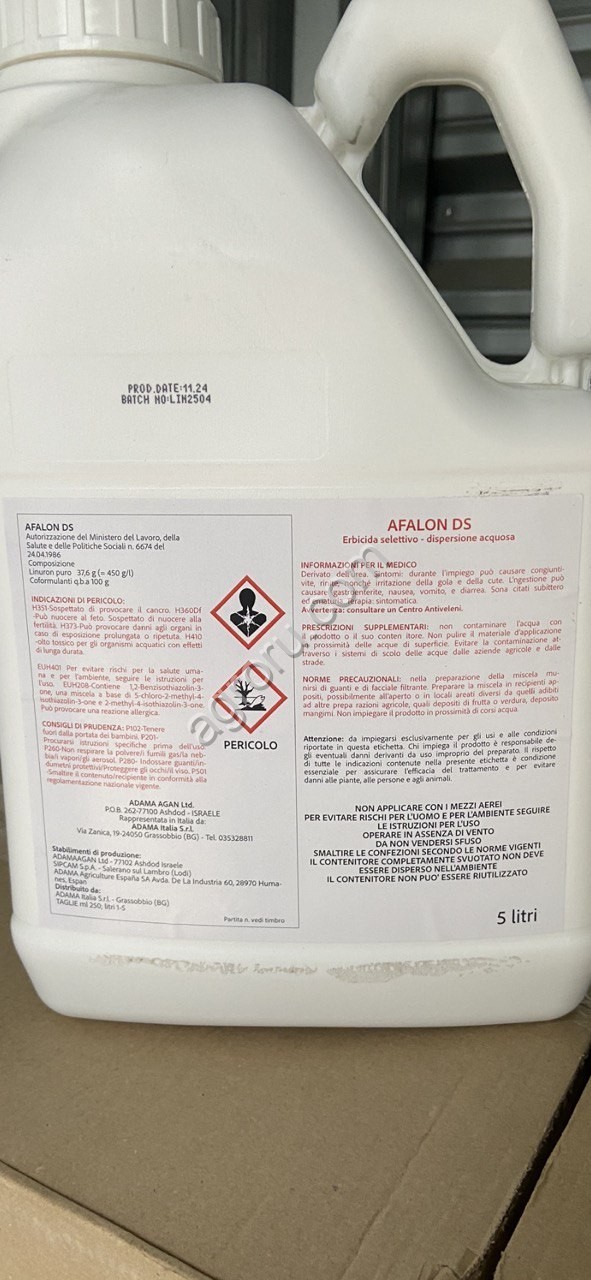 PROD.DATE:11.24
BATCH NO:LIN2504
AFALON DS
Autorizzazione del Ministero del Lavoro, della
Salute e delle Politiche Sociali n. 6674 del
24.04.1986
Composizione
Linuron puro 37,6 g (= 450 g/l)
Coformulanti q.b.a 100 g
INDICAZIONI DI PERICOLO:
H351-Sospettato di provocare il cancro. H360Df
-Può nuocere al feto. Sospettato di nuocere alla
fertilità. H373-Può provocare danni agli organi in
caso di esposizione prolungata o ripetuta. H410
-olto tossico per gli organismi acquatici con effetti
di lunga durata.
EUH401 Per evitare rischi per la salute uma-
na e per l'ambiente, seguire le istruzioni per
l'uso. EUH208-Contiene 1,2-Benzisothiazolin-3-
one, una miscela a base di 5-chloro-2-methyl-4-
isothiazolin-3-one e 2-methyl-4-isothiazolin-3-one.
Può provocare una reazione allergica.
CONSIGLI DI PRUDENZA: P102-Tenere
fuori dalla portata dei bambini. P201-
Procurarsi istruzioni specifiche prima dell'uso.
P260-Non respirare la polvere/i fumi/i gas/la neb-
bia/i vapori/gli aerosol. P280- Indossare guanti/in-
dumenti protettivi/Proteggere gli occhi/il viso. P501
-Smaltire il contenuto/recipiente in conformità alla
regolamentazione nazionale vigente.
PERICOLO
ADAMA AGAN Ltd.
P.O.B. 262-77100 Ashdod - ISRAELE
Rappresentata in Italia da:
ADAMA Italia S.r.l.
Via Zanica, 19-24050 Grassobbio (BG) - Tel. 035328811
Stabilimenti di produzione:
ADAMAAGAN Ltd - 77102 Ashdod Israele
SIPCAM S.p.A. - Salerano sul Lambro (Lodi)
ADAMA Agriculture España SA Avda. De La Industria 60, 28970 Huma-
nes, España
Distribuito da:
ADAMA Italia S.r.l. - Grassobbio (BG)
TAGLIE ml 250, litri 1-5
Partita n. vedi timbro
AFALON DS
Erbicida selettivo - dispersione acquosa
INFORMAZIONI PER IL MEDICO
Derivato dell'urea. Sintomi: durante l'impiego può causare congiunti-
vite, rinite, nonché irritazione della gola e della cute. L'ingestione può
causare gastroenterite, nausea, vomito, e diarrea. Sona citati subittero
ed ematuria. Terapia: sintomatica.
Avvertenza: consultare un Centro Antiveleni.
PRESCRIZIONI SUPPLEMENTARI: non contaminare l'acqua con
il prodotto o il suo conten itore. Non pulire il materiale d'applicazione
in prossimità delle acque di superficie. Evitare la contaminazione at-
traverso i sistemi di scolo delle acque dalle aziende agricole e dalle
strade.
NORME PRECAUZIONALI: nella preparazione della miscela mu-
nirsi di guanti e di facciale filtrante. Preparare la miscela in recipienti ap-
positi, possibilmente all'aperto o in locali areati diversi da quelli adibiti
ad altre prepa razioni agricole, quali depositi di frutta o verdura, deposito
mangimi. Non impiegare il prodotto in prossimità di corsi acqua.
Attenzione: da impiegarsi esclusivamente per gli usi e alle condizioni
riportate in questa etichetta. Chi impiega il prodotto è responsabile de-
gli eventuali danni derivanti da uso improprio del preparato. Il rispetto
di tutte le indicazioni contenute nella presente etichetta è condizione
essenziale per assicurare l'efficacia del trattamento e per evitare
danni alle piante, alle persone e agli animali.
NON APPLICARE CON I MEZZI AEREI
PER EVITARE RISCHI PER L'UOMO E PER L'AMBIENTE SEGUIRE
LE ISTRUZIONI PER L'USO
OPERARE IN ASSENZA DI VENTO
DA NON VENDERSI SFUSO
SMALTIRE LE CONFEZIONI SECONDO LE NORME VIGENTI
IL CONTENITORE COMPLETAMENTE SVUOTATO NON DEVE
ESSERE DISPERSO NELL'AMBIENTE
IL CONTENITORE NON PUO' ESSERE RIUTILIZZATO
5 litri
agroru.com